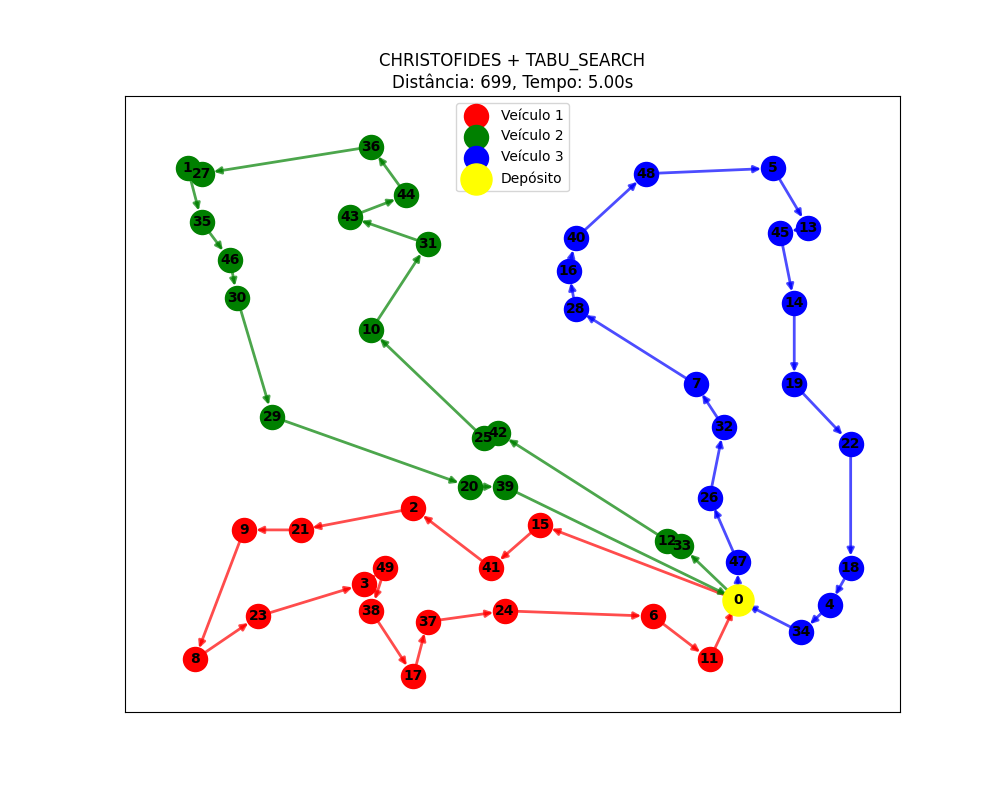 CHRISTOFIDES + TABU_SEARCH
Distância: 699, Tempo: 5.00s
Veículo 1
Veículo 2
Veículo 3
Depósito
36
1 27 48 5
44
35 43 13
40 45
31
46 16
30 14
28
10
7 19
29 32
42 22
25
20 39
26
2
9 21 15
12 33
47
49 41 18
3
0
4
38 24
23 6
37 34
8 11
17